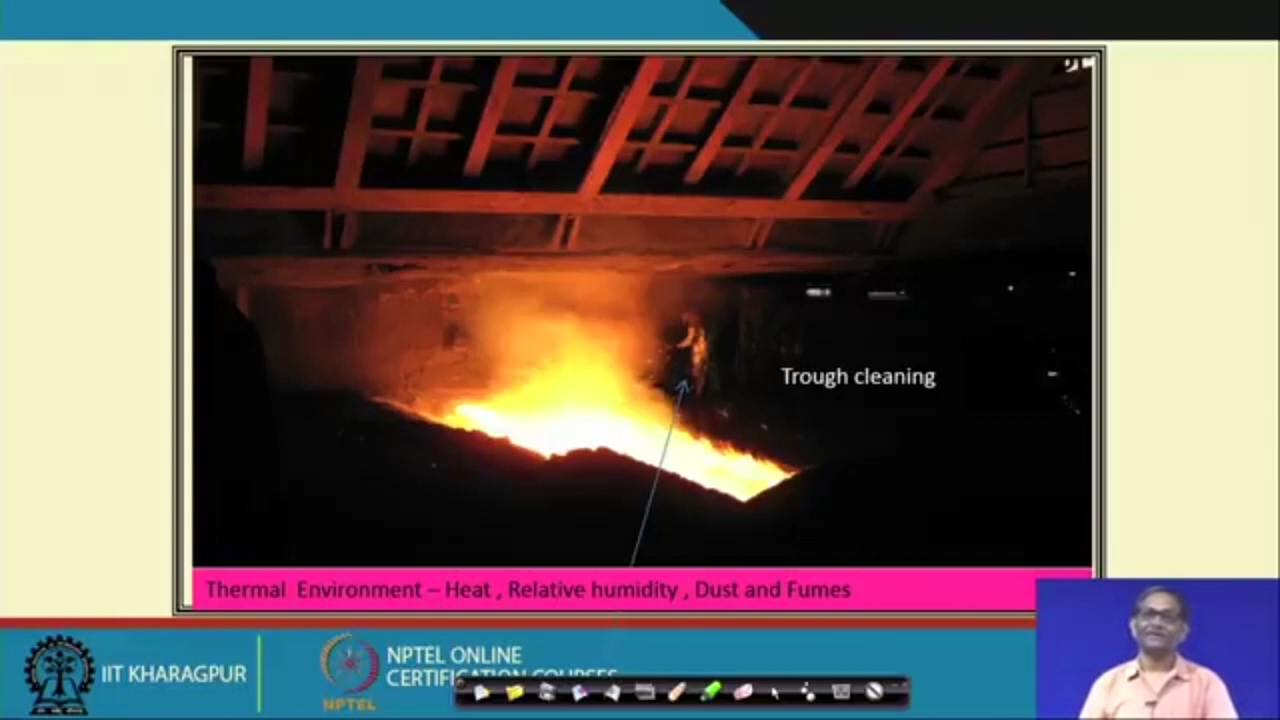 Trough cleaning
Thermal Environment – Heat , Relative humidity , Dust and Fumes
IIT KHARAGPUR
NPTEL ONLINE
CERTIFICATION COURSES
NPTEL